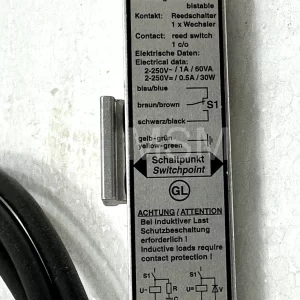 bistable
Kontakt: Reedschalter
1 x Wechsler
Contact: reed switch
1 c/o
Elektrische Daten:
Electrical data:
2-250V~ / 1A / 60VA
2-250V= / 0.5A / 30W
blau/blue
braun/brown
S1
schwarz/black
gelb-grün
yellow-green
Schaltpunkt
Switchpoint
GL
ACHTUNG / ATTENTION
Bei induktiver Last
Schutzbeschaltung
erforderlich !
Inductive loads require
contact protection !
S1 S1
U~ R U= V
C